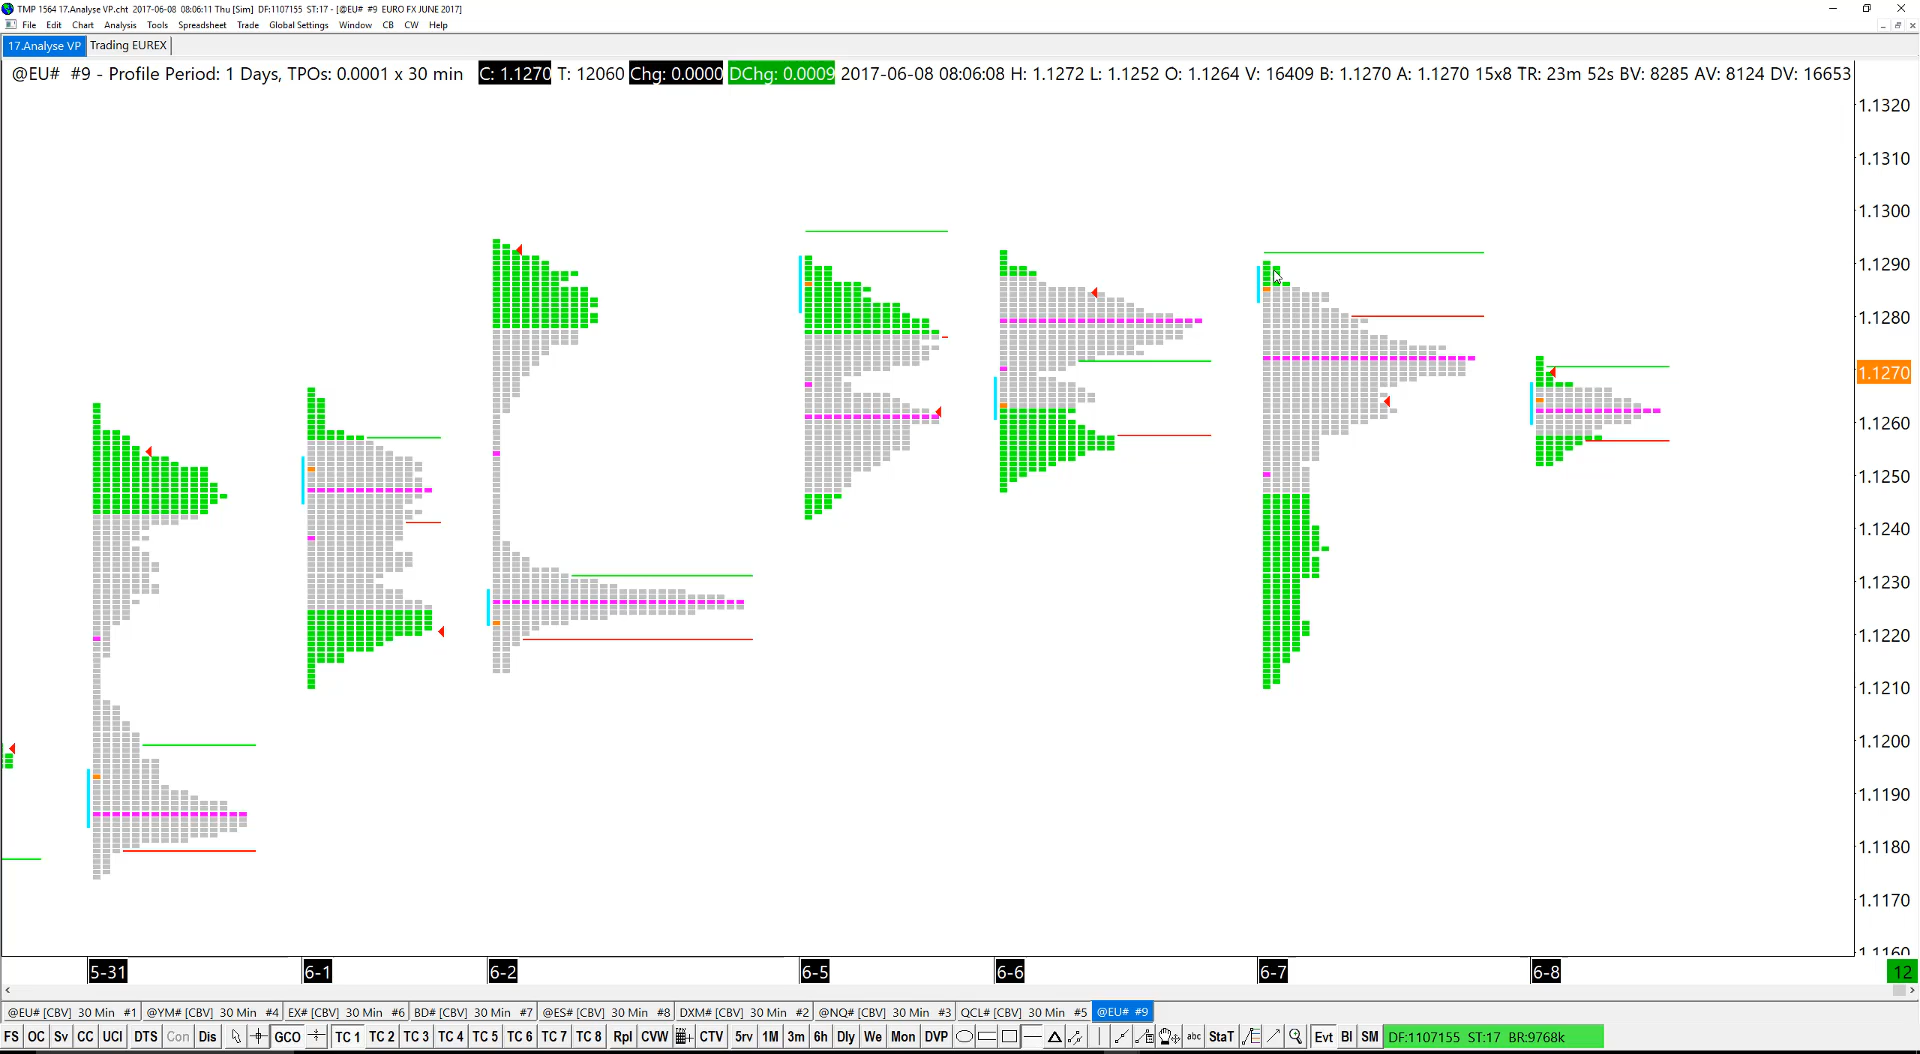 TMP 1564 17.Analyse VP.cht 2017-06-08 08:06:11 Thu [Sim] DF:1107155 ST:17 - [@EU# #9 EURO FX JUNE 2017]
File Edit Chart Analysis Tools Spreadsheet Trade Global Settings Window CB CW Help
17.Analyse VP Trading EUREX
@EU# #9 - Profile Period: 1 Days, TPOs: 0.0001 x 30 min C: 1.1270 T: 12060 Chg: 0.0000 DChg: 0.0009 2017-06-08 08:06:08 H: 1.1272 L: 1.1252 O: 1.1264 V: 16409 B: 1.1270 A: 1.1270 15x8 TR: 23m 52s BV: 8285 AV: 8124 DV: 16653
1.1320
1.1310
1.1300
1.1290
1.1280
1.1270
1.1260
1.1250
1.1240
1.1230
1.1220
1.1210
1.1200
1.1190
1.1180
1.1170
1.1160
5-31 6-1 6-2 6-5 6-6 6-7 6-8 12
@EU# [CBV] 30 Min #1 @YM# [CBV] 30 Min #4 EX# [CBV] 30 Min #6 BD# [CBV] 30 Min #7 @ES# [CBV] 30 Min #8 DXM# [CBV] 30 Min #2 @NQ# [CBV] 30 Min #3 QCL# [CBV] 30 Min #5 @EU# #9
FS OC Sv CC UCI DTS Con Dis GCO TC 1 TC 2 TC 3 TC 4 TC 5 TC 6 TC 7 TC 8 Rpl CVW CTV 5rv 1M 3m 6h Dly We Mon DVP abc StaT Evt BI SM DF:1107155 ST:17 BR:9768k